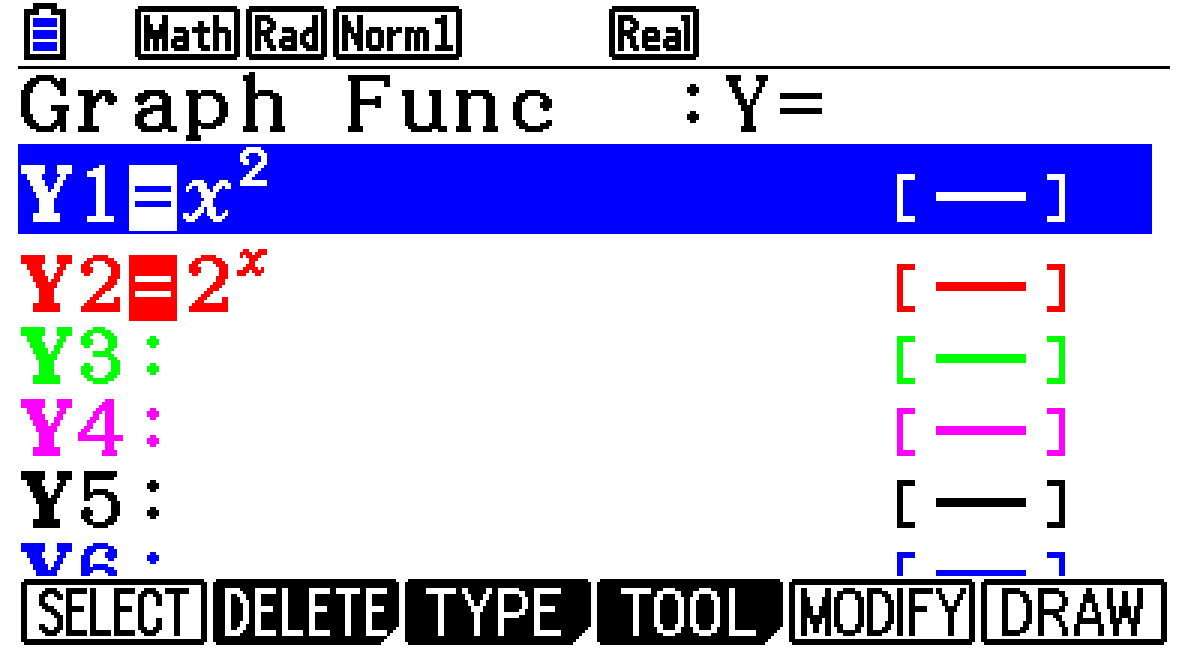 Math Rad Norm1 Real
Graph Func :Y=
Y1=x² [—]
Y2=2ˣ [—]
Y3: [—]
Y4: [—]
Y5: [—]
Y6: [—]
SELECT DELETE TYPE TOOL MODIFY DRAW